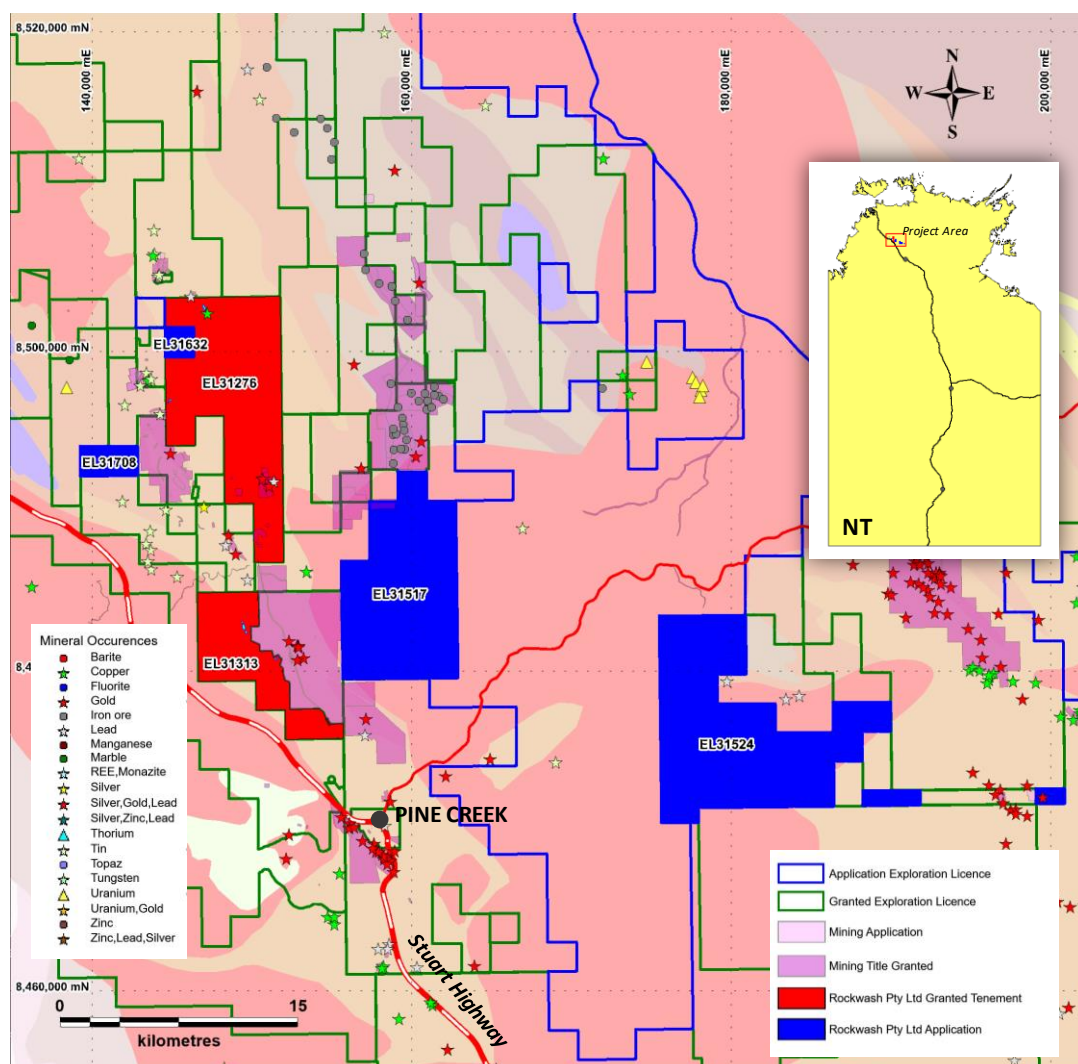 8,520,000 mN
140,000 mE
160,000 mE
180,000 mE
200,000 mE
N
W E
S
Project Area
NT
EL31632
8,500,000 mN
EL31276
EL31708
EL31517
EL31313
8,4
EL31524
PINE CREEK
Stuart Highway
8,460,000 mN
Mineral Occurences
Barite
Copper
Fluorite
Gold
Iron ore
Lead
Manganese
Marble
REE,Monazite
Silver
Silver,Gold,Lead
Silver,Zinc,Lead
Thorium
Tin
Topaz
Tungsten
Uranium
Uranium,Gold
Zinc
Zinc,Lead,Silver
0 15
kilometres
Application Exploration Licence
Granted Exploration Licence
Mining Application
Mining Title Granted
Rockwash Pty Ltd Granted Tenement
Rockwash Pty Ltd Application